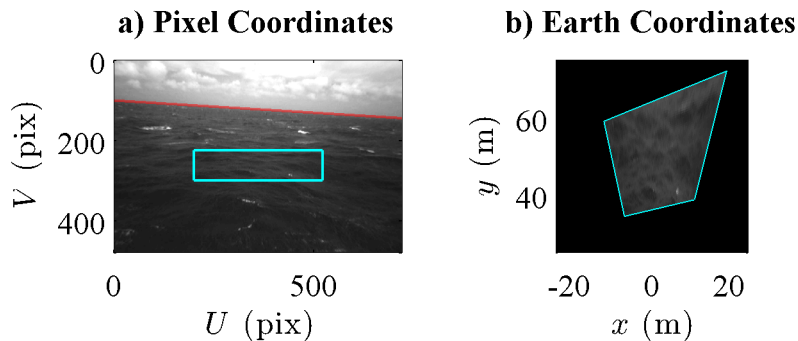 a) Pixel Coordinates
b) Earth Coordinates
0
200
400
V (pix)
0
500
U (pix)
60
40
y (m)
-20
0
20
x (m)